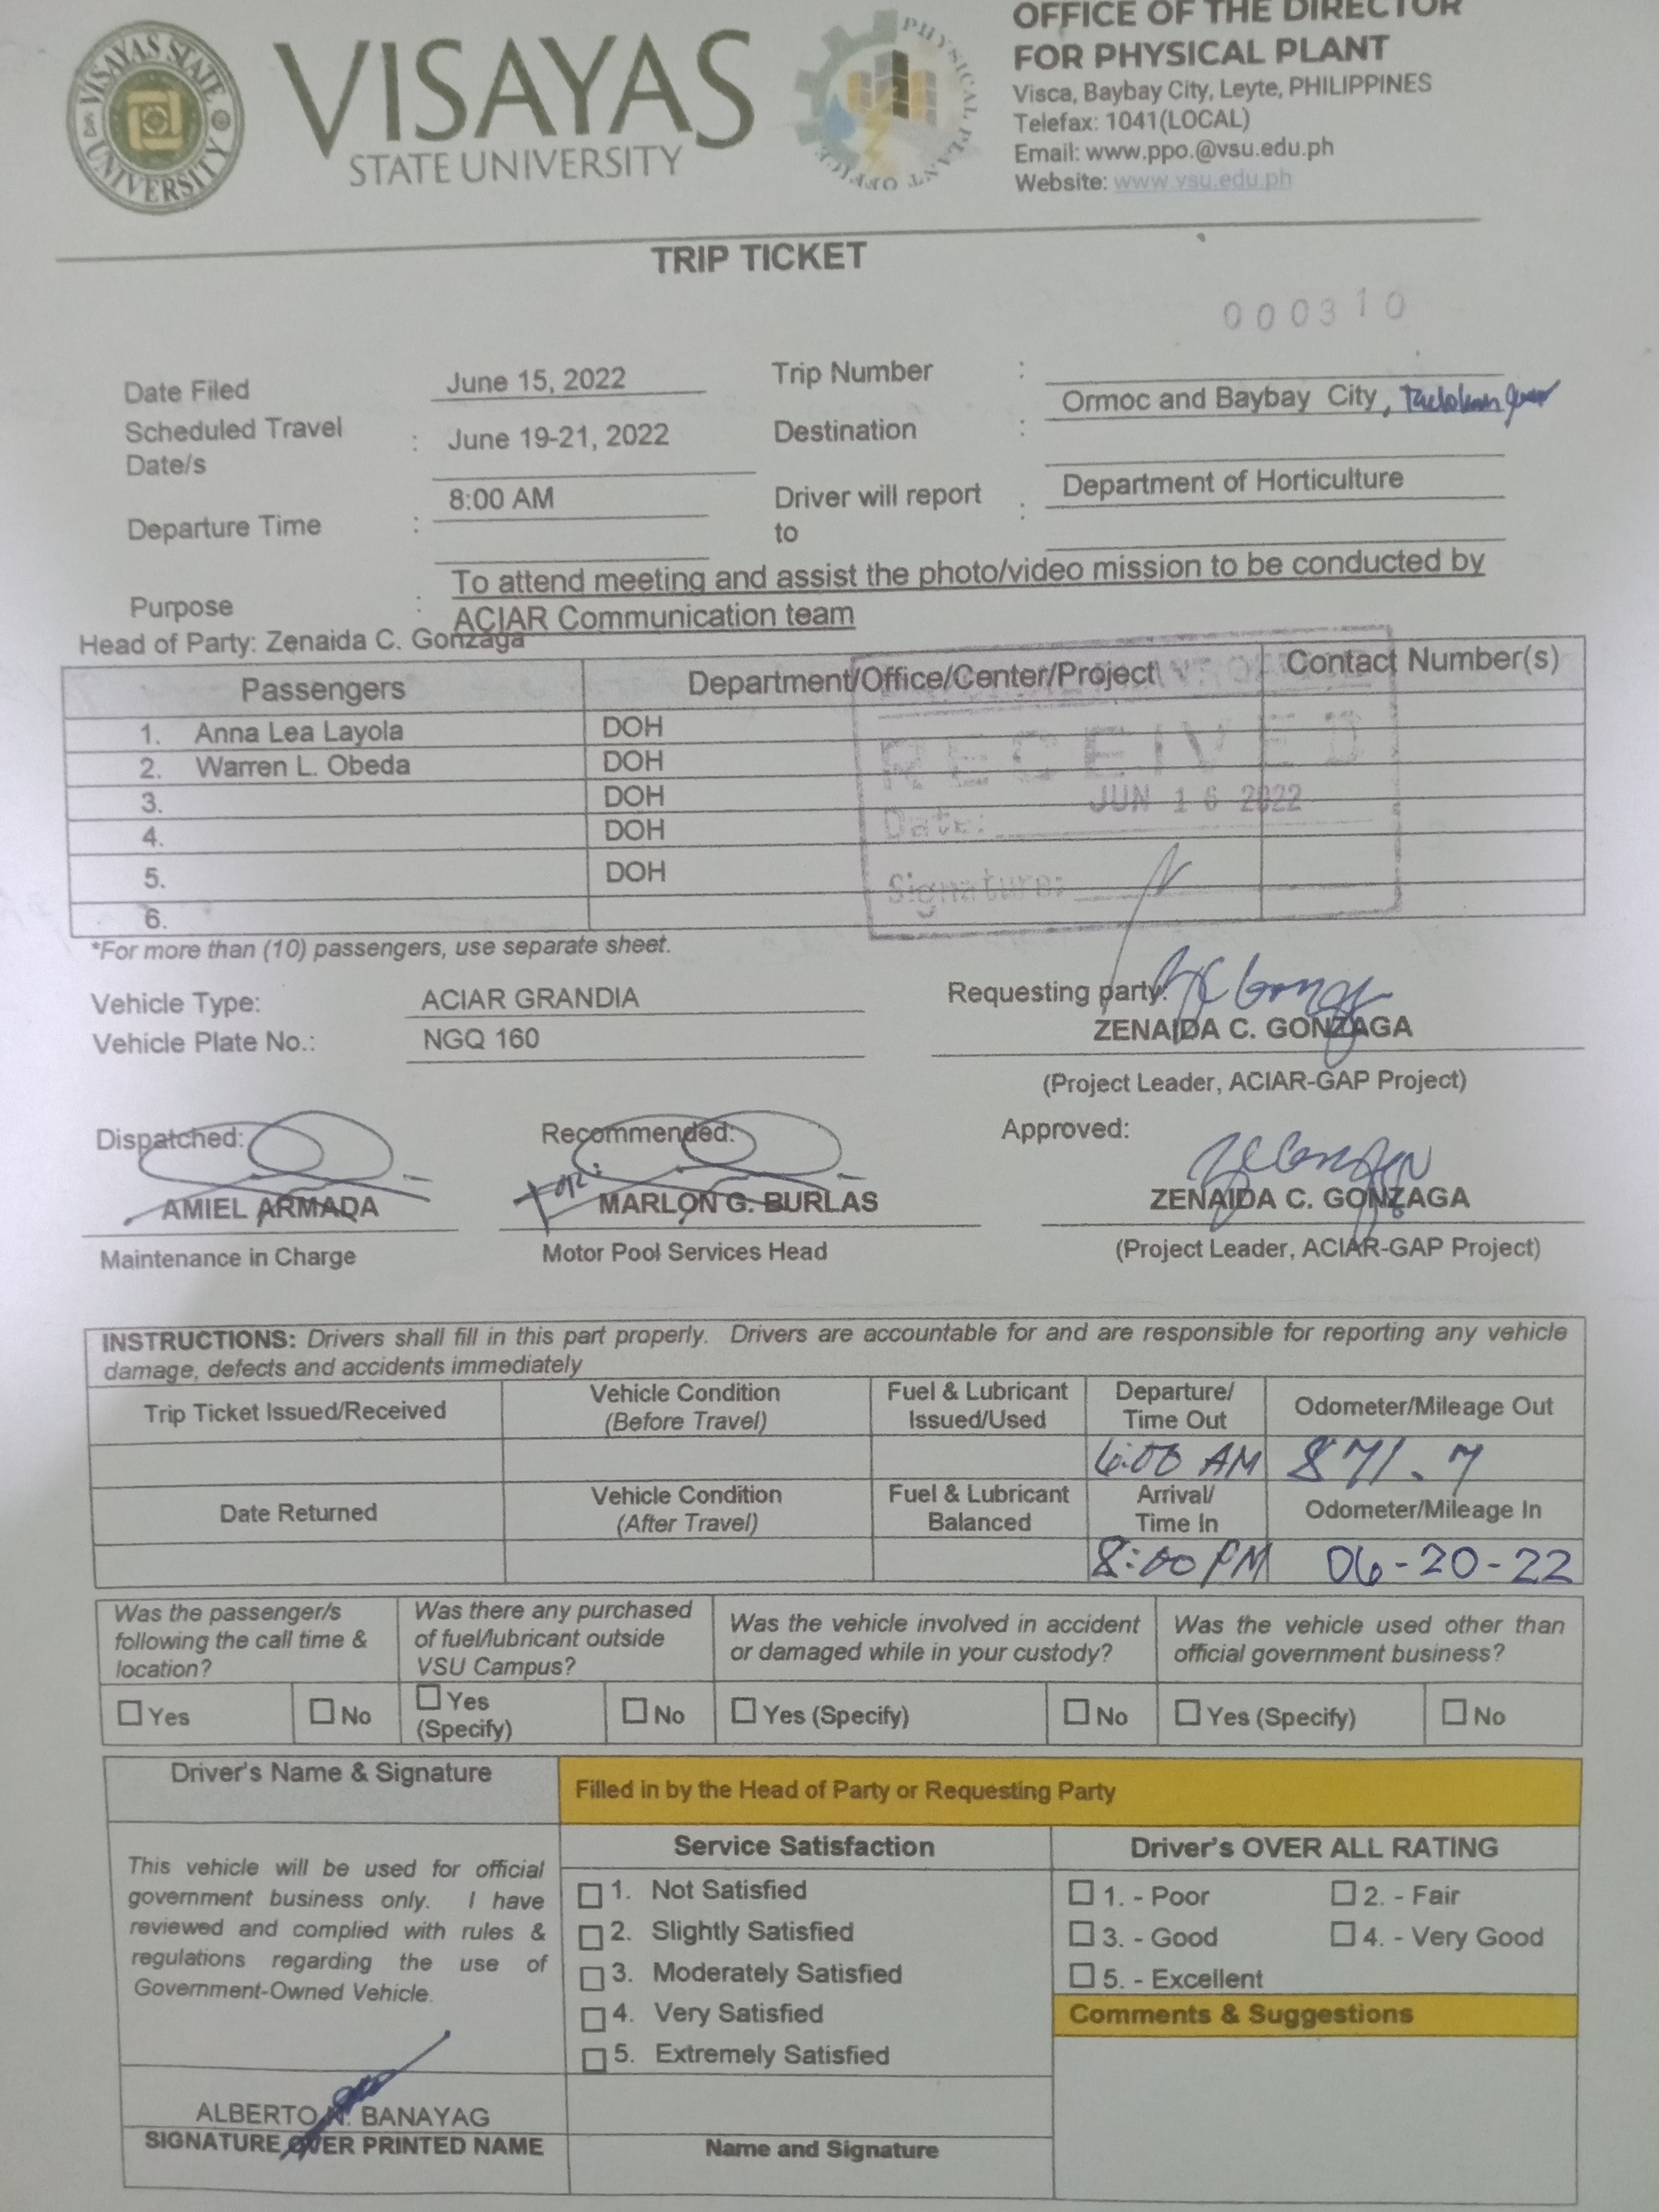 OFFICE OF THE DIRECTOR
FOR PHYSICAL PLANT
Visca, Baybay City, Leyte, PHILIPPINES
Telefax: 1041(LOCAL)
Email: www.ppo.@vsu.edu.ph
Website: www.vsu.edu.ph
VISAYAS STATE UNIVERSITY
VISAYAS
STATE UNIVERSITY
PHYSICAL PLANT OFFICE
TRIP TICKET
000310
Date Filed June 15, 2022 Trip Number :
Scheduled Travel Date/s : June 19-21, 2022 Destination : Ormoc and Baybay City,
Departure Time : 8:00 AM Driver will report to : Department of Horticulture
Purpose : To attend meeting and assist the photo/video mission to be conducted by
ACIAR Communication team
Head of Party: Zenaida C. Gonzaga
Passengers Department/Office/Center/Project Contact Number(s)
1. Anna Lea Layola DOH
2. Warren L. Obeda DOH
3. DOH
4. DOH
5. DOH
6.
RECEIVED
Date: JUN 16 2022
Signature:
*For more than (10) passengers, use separate sheet.
Vehicle Type: ACIAR GRANDIA Requesting party:
Vehicle Plate No.: NGQ 160 ZENAIDA C. GONZAGA
(Project Leader, ACIAR-GAP Project)
Dispatched: Recommended: Approved:
AMIEL ARMADA for: MARLON G. BURLAS ZENAIDA C. GONZAGA
Maintenance in Charge Motor Pool Services Head (Project Leader, ACIAR-GAP Project)
INSTRUCTIONS: Drivers shall fill in this part properly. Drivers are accountable for and are responsible for reporting any vehicle
damage, defects and accidents immediately
Trip Ticket Issued/Received Vehicle Condition (Before Travel) Fuel & Lubricant Issued/Used Departure/ Time Out Odometer/Mileage Out
6:00 AM 871.7
Date Returned Vehicle Condition (After Travel) Fuel & Lubricant Balanced Arrival/ Time In Odometer/Mileage In
8:00 PM 06-20-22
Was the passenger/s following the call time & location?
Was there any purchased of fuel/lubricant outside VSU Campus?
Was the vehicle involved in accident or damaged while in your custody?
Was the vehicle used other than official government business?
Yes No Yes (Specify) No Yes (Specify) No Yes (Specify) No
Driver's Name & Signature
Filled in by the Head of Party or Requesting Party
This vehicle will be used for official
government business only. I have
reviewed and complied with rules &
regulations regarding the use of
Government-Owned Vehicle.
ALBERTO N. BANAYAG
SIGNATURE OVER PRINTED NAME
Service Satisfaction
1. Not Satisfied
2. Slightly Satisfied
3. Moderately Satisfied
4. Very Satisfied
5. Extremely Satisfied
Name and Signature
Driver's OVER ALL RATING
1. - Poor 2. - Fair
3. - Good 4. - Very Good
5. - Excellent
Comments & Suggestions